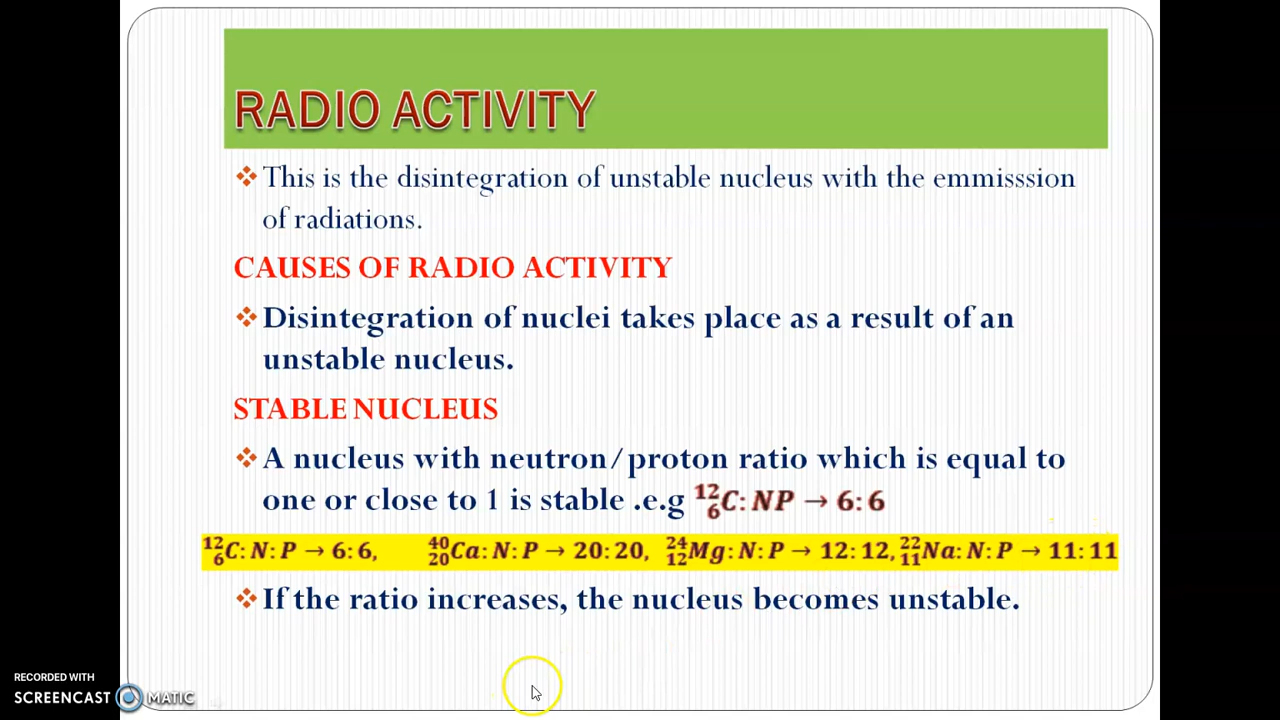 RADIO ACTIVITY
❖ This is the disintegration of unstable nucleus with the emmisssion
of radiations.
CAUSES OF RADIO ACTIVITY
❖ Disintegration of nuclei takes place as a result of an
unstable nucleus.
STABLE NUCLEUS
❖ A nucleus with neutron/proton ratio which is equal to
one or close to 1 is stable .e.g ¹²₆C: NP → 6: 6
¹²₆C: N: P → 6: 6, ⁴⁰₂₀Ca: N: P → 20: 20, ²⁴₁₂Mg: N: P → 12: 12, ²²₁₁Na: N: P → 11: 11
❖ If the ratio increases, the nucleus becomes unstable.
RECORDED WITH
SCREENCAST MATIC